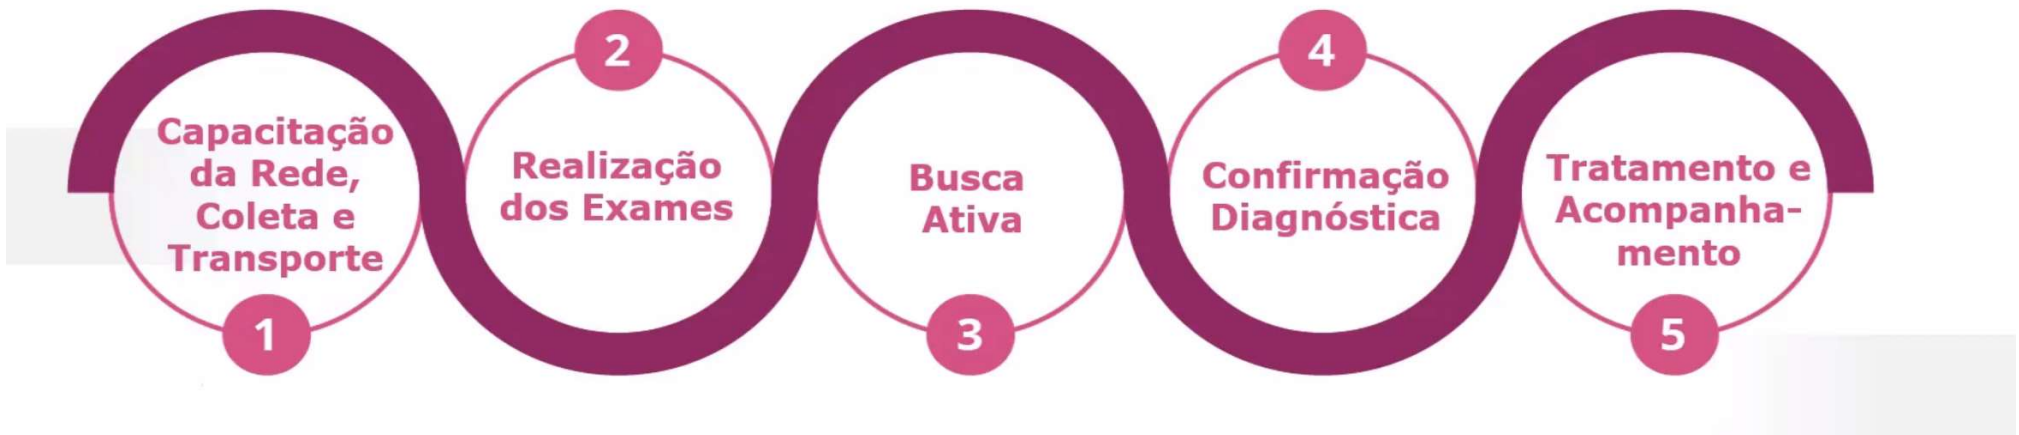 1
Capacitação
da Rede,
Coleta e
Transporte
2
Realização
dos Exames
3
Busca
Ativa
4
Confirmação
Diagnóstica
5
Tratamento e
Acompanha-
mento